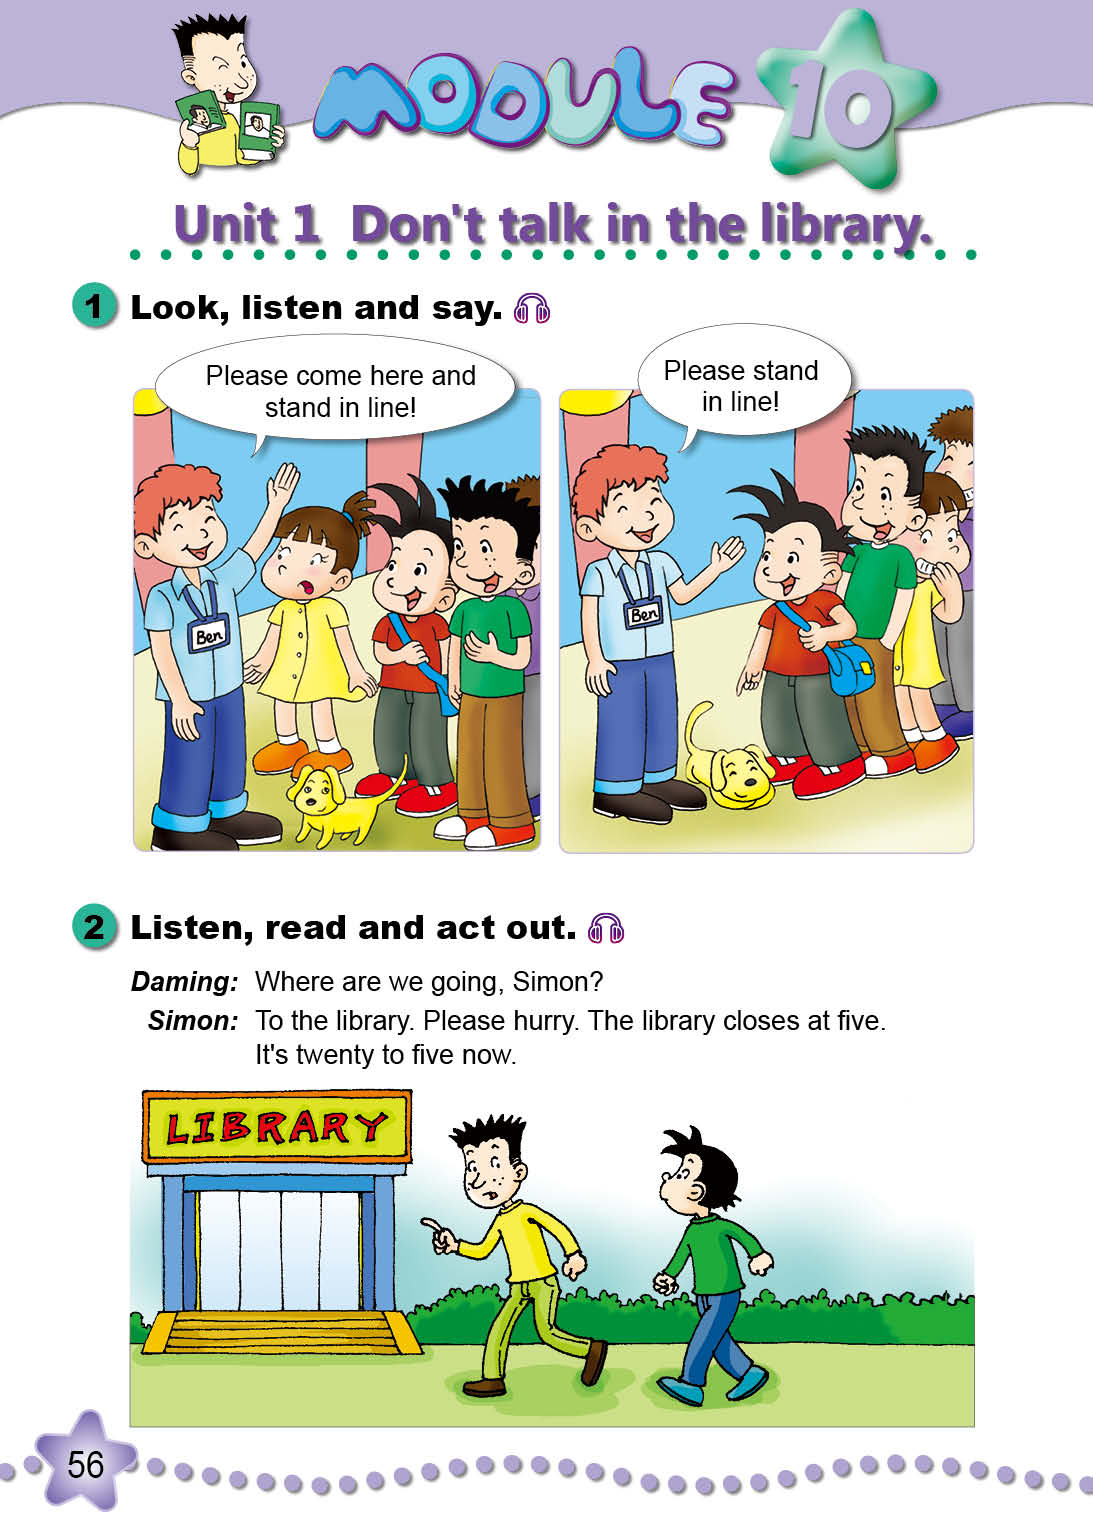 MODULE 10
Unit 1 Don't talk in the library.
1 Look, listen and say.
Please come here and
stand in line!
Please stand
in line!
Ben
Ben
2 Listen, read and act out.
Daming: Where are we going, Simon?
Simon: To the library. Please hurry. The library closes at five.
It's twenty to five now.
LIBRARY
56